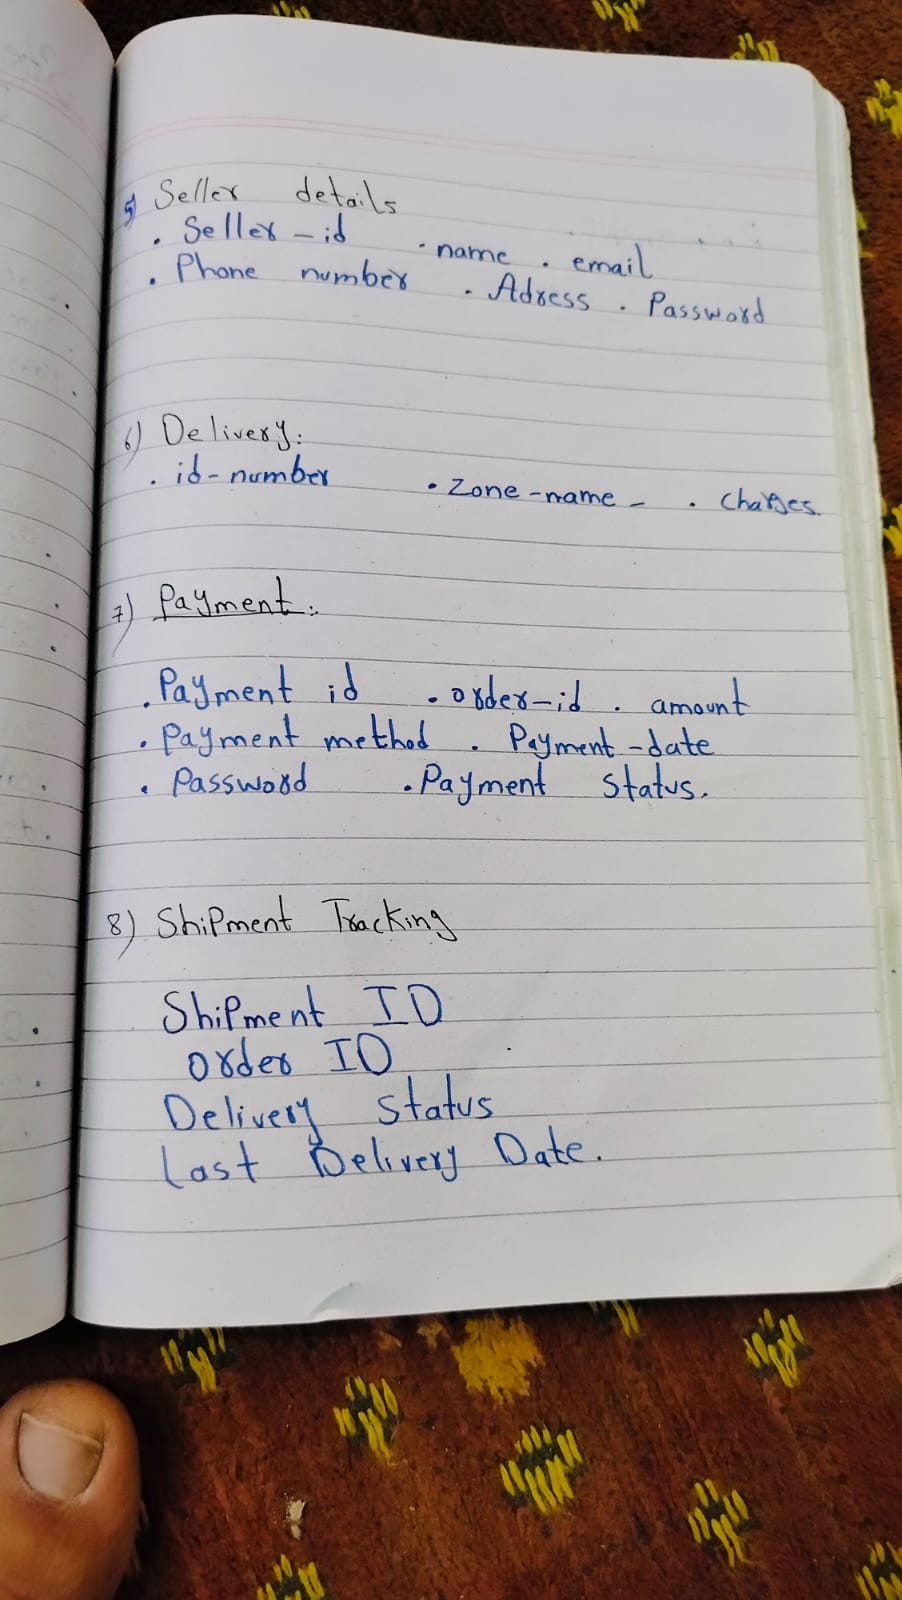 5) Seller details
. Seller-id . name . email
. Phone number . Adress . Password
6) Delivery:
. id-number . Zone-name - . Charges.
7) Payment:
. Payment id . order-id . amount
. Payment method . Payment-date
. Password . Payment Status.
8) Shipment Tracking
Shipment ID
Order ID
Delivery Status
Last Delivery Date.